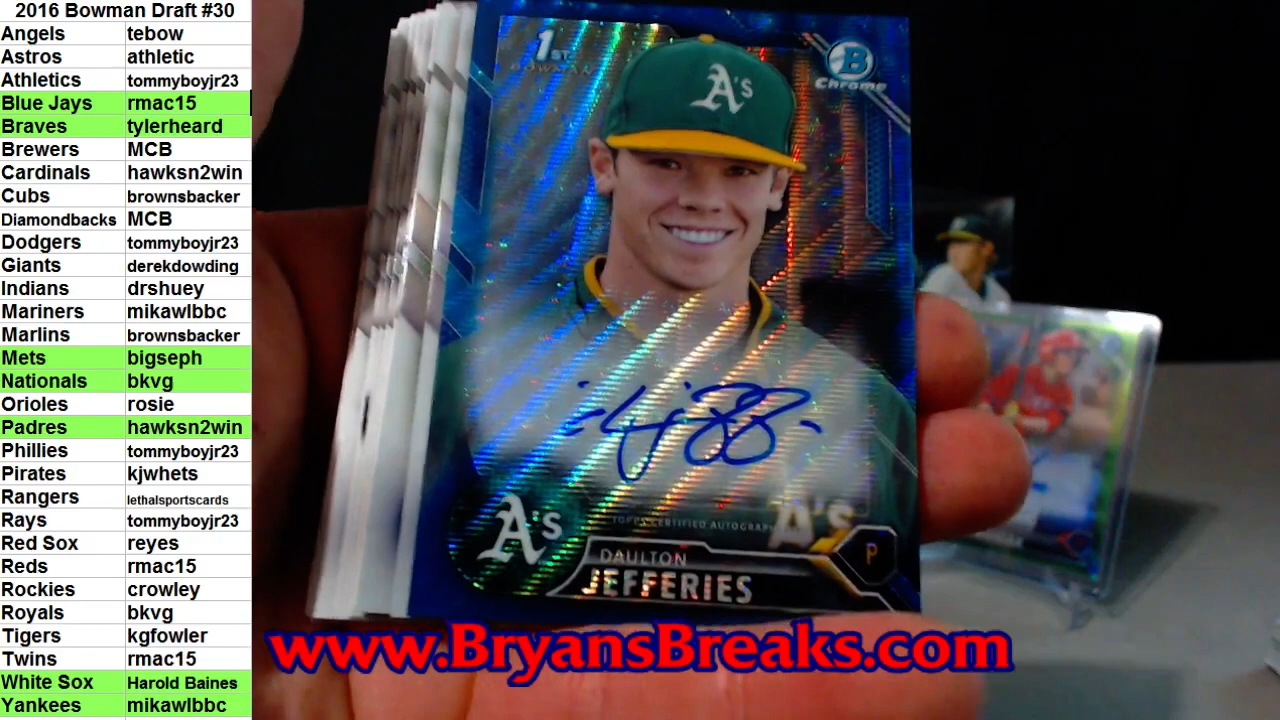 2016 Bowman Draft #30
Angels tebow
Astros athletic
Athletics tommyboyjr23
Blue Jays rmac15
Braves tylerheard
Brewers MCB
Cardinals hawksn2win
Cubs brownsbacker
Diamondbacks MCB
Dodgers tommyboyjr23
Giants derekdowding
Indians drshuey
Mariners mikawlbbc
Marlins brownsbacker
Mets bigseph
Nationals bkvg
Orioles rosie
Padres hawksn2win
Phillies tommyboyjr23
Pirates kjwhets
Rangers lethalsportscards
Rays tommyboyjr23
Red Sox reyes
Reds rmac15
Rockies crowley
Royals bkvg
Tigers kgfowler
Twins rmac15
White Sox Harold Baines
Yankees mikawlbbc
1ST
BOWMAN
B
Chrome
A's
TOPPS CERTIFIED AUTOGRAPH
A's
A's
P
DAULTON
JEFFERIES
www.BryansBreaks.com